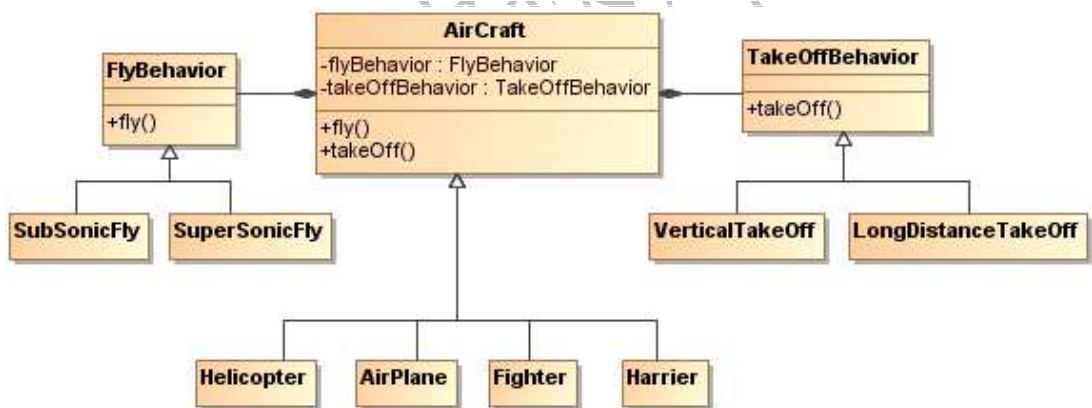 AirCraft
-flyBehavior : FlyBehavior
-takeOffBehavior : TakeOffBehavior
+fly()
+takeOff()
FlyBehavior
+fly()
TakeOffBehavior
+takeOff()
SubSonicFly
SuperSonicFly
VerticalTakeOff
LongDistanceTakeOff
Helicopter
AirPlane
Fighter
Harrier